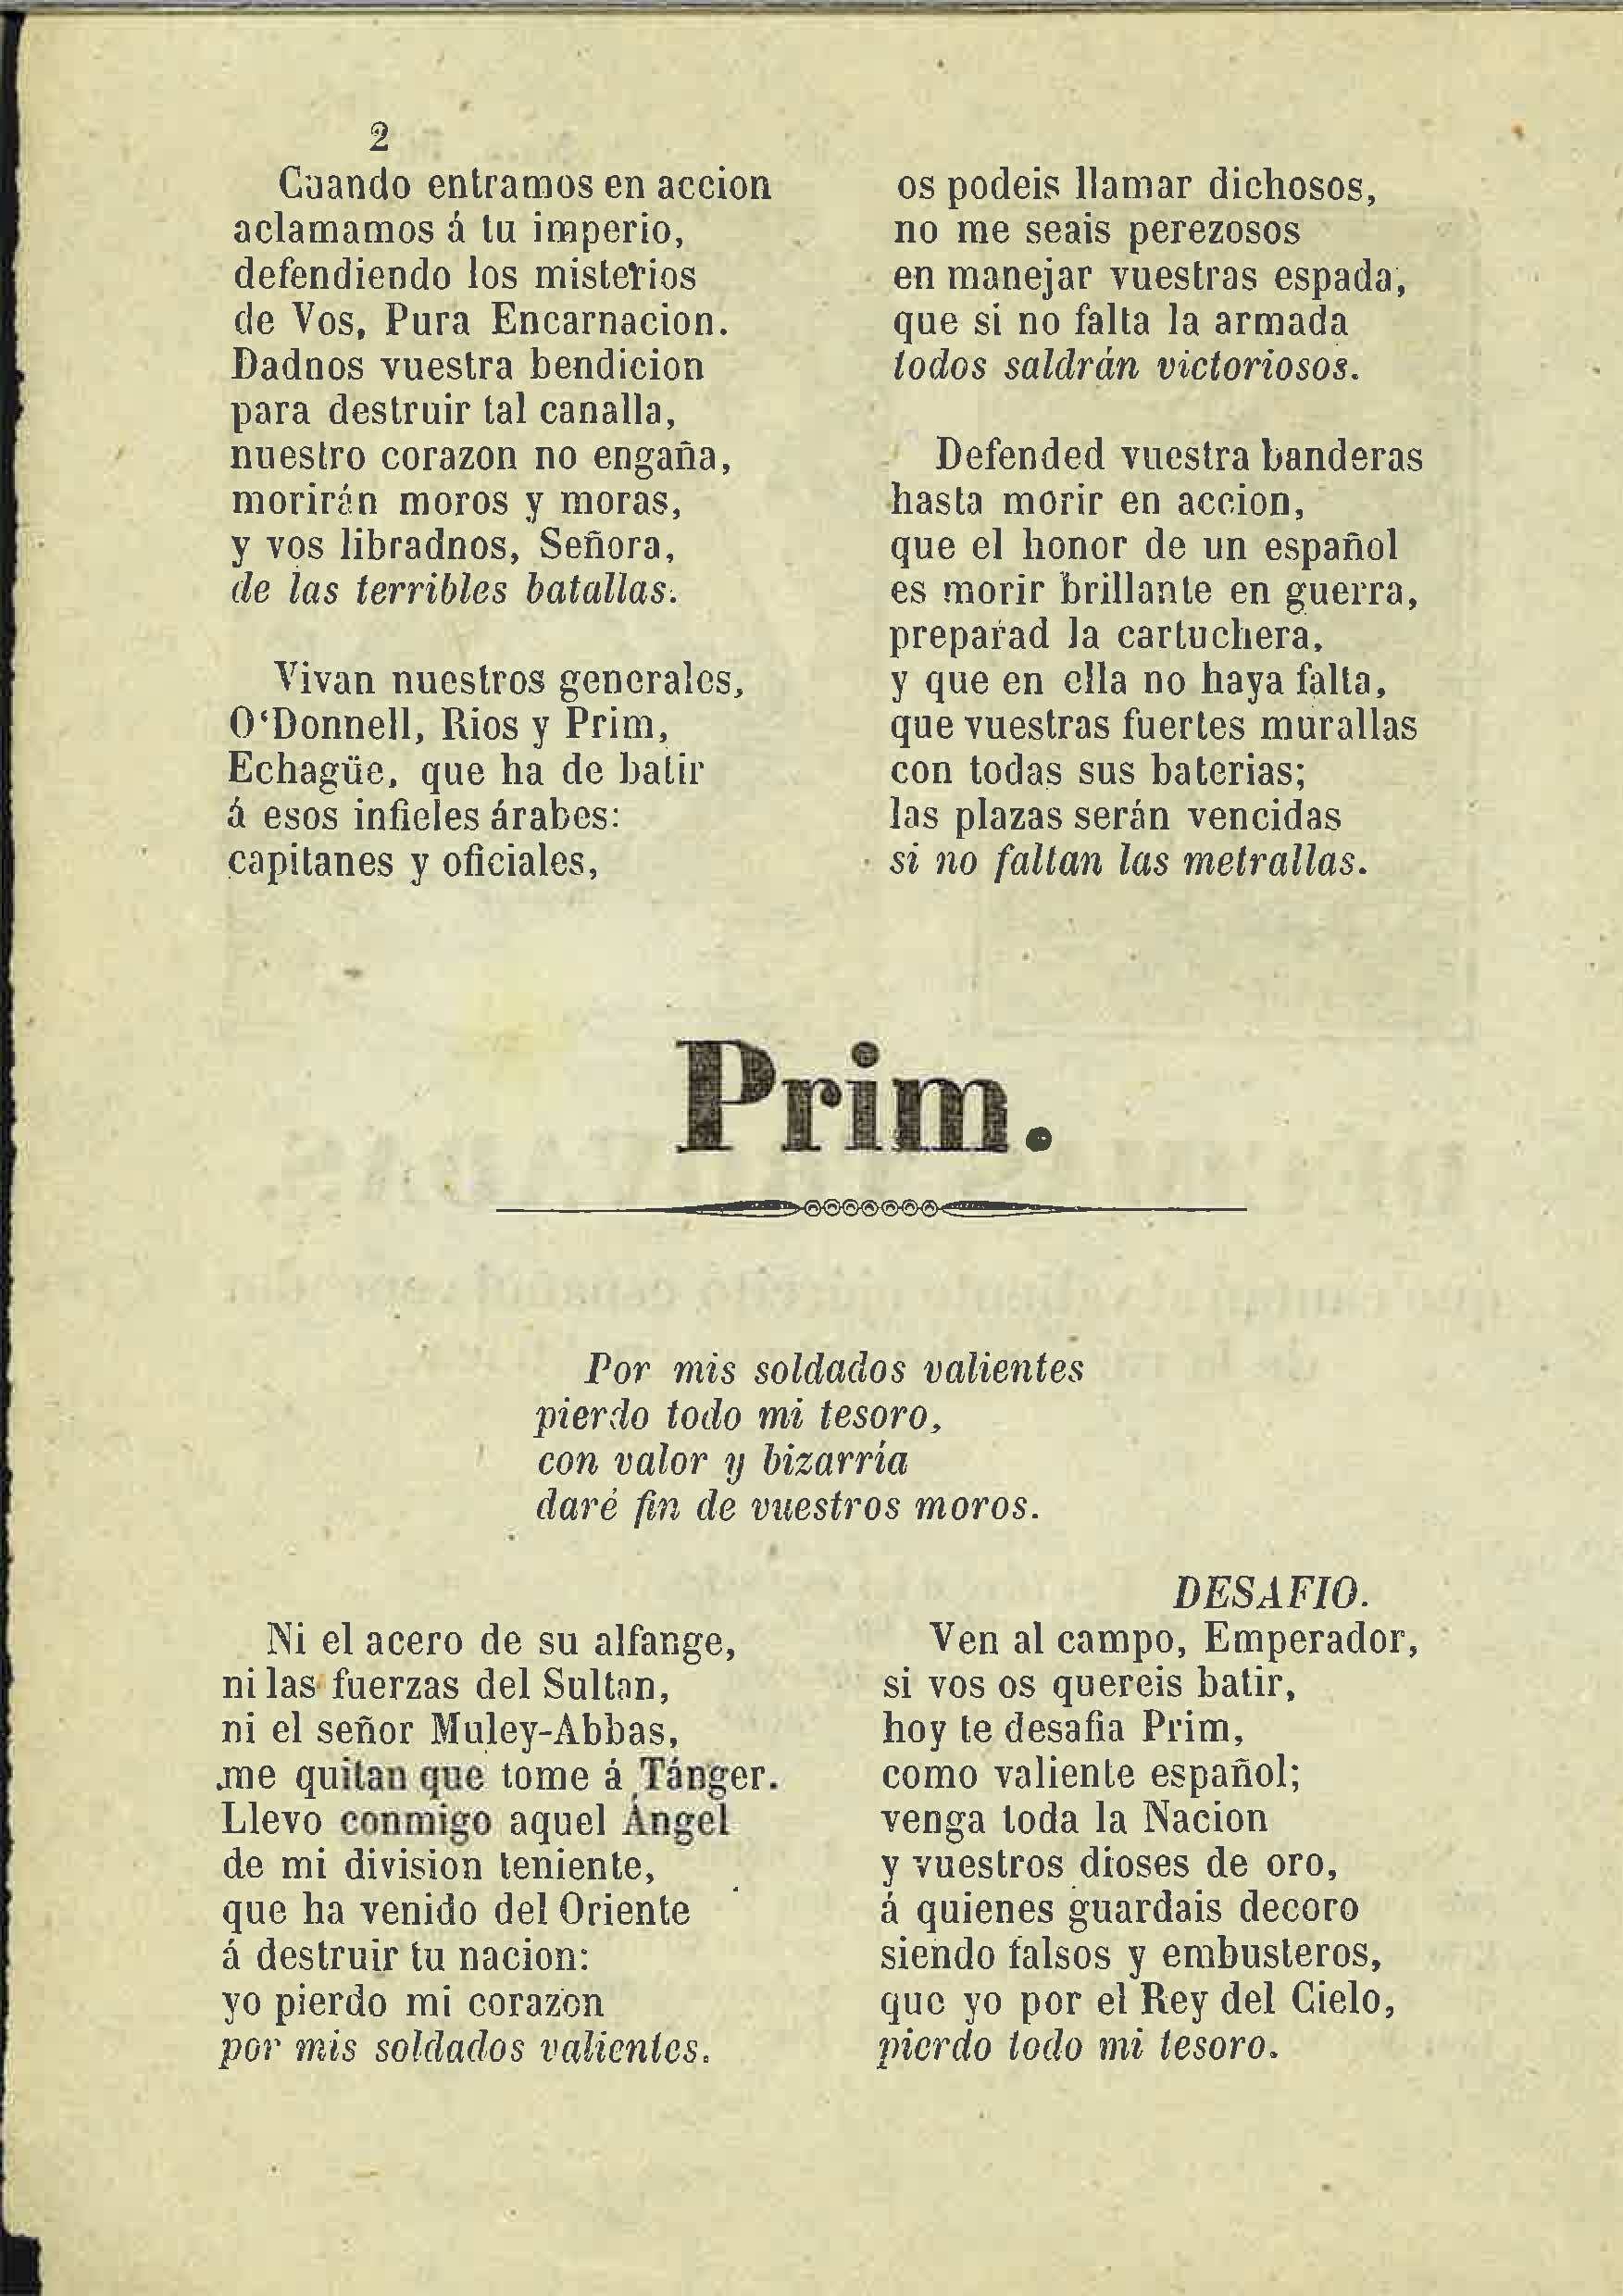 2
Cuando entramos en accion
aclamamos á tu imperio,
defendiendo los misterios
de Vos, Pura Encarnacion.
Dadnos vuestra bendicion
para destruir tal canalla,
nuestro corazon no engaña,
morirán moros y moras,
y vos libradnos, Señora,
de las terribles batallas.
Vivan nuestros generales,
O‘Donnell, Rios y Prim,
Echagüe, que ha de batir
á esos infieles árabes:
capitanes y oficiales,
os podeis llamar dichosos,
no me seais perezosos
en manejar vuestras espada,
que si no falta la armada
todos saldrán victoriosos.
Defended vuestra banderas
hasta morir en accion,
que el honor de un español
es morir brillante en guerra,
preparad la cartuchera,
y que en ella no haya falta,
que vuestras fuertes murallas
con todas sus baterias;
las plazas serán vencidas
si no faltan las metrallas.
Prim.
Por mis soldados valientes
pierdo todo mi tesoro,
con valor y bizarría
daré fin de vuestros moros.
Ni el acero de su alfange,
ni las fuerzas del Sultan,
ni el señor Muley-Abbas,
me quitan que tome á Tánger.
Llevo conmigo aquel Ángel
de mi division teniente,
que ha venido del Oriente
á destruir tu nacion:
yo pierdo mi corazon
por mis soldados valientes.
DESAFIO.
Ven al campo, Emperador,
si vos os quereis batir,
hoy te desafia Prim,
como valiente español;
venga toda la Nacion
y vuestros dioses de oro,
á quienes guardais decoro
siendo falsos y embusteros,
que yo por el Rey del Cielo,
pierdo todo mi tesoro.